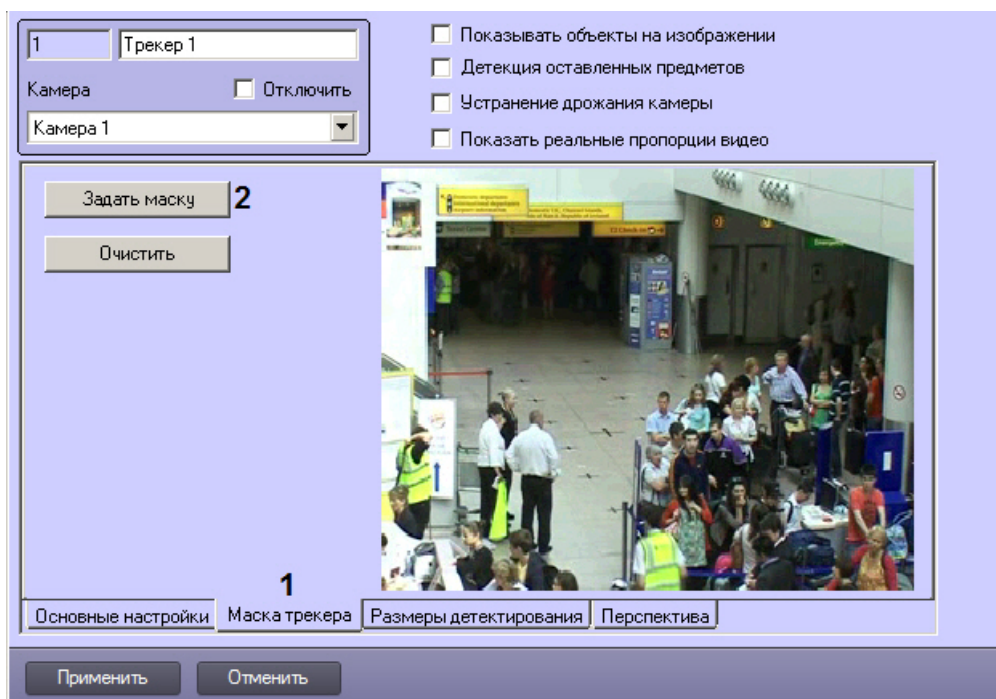 1 Трекер 1
Камера Отключить
Камера 1
Показывать объекты на изображении
Детекция оставленных предметов
Устранение дрожания камеры
Показать реальные пропорции видео
Задать маску 2
Очистить
1
Основные настройки Маска трекера Размеры детектирования Перспектива
Применить Отменить